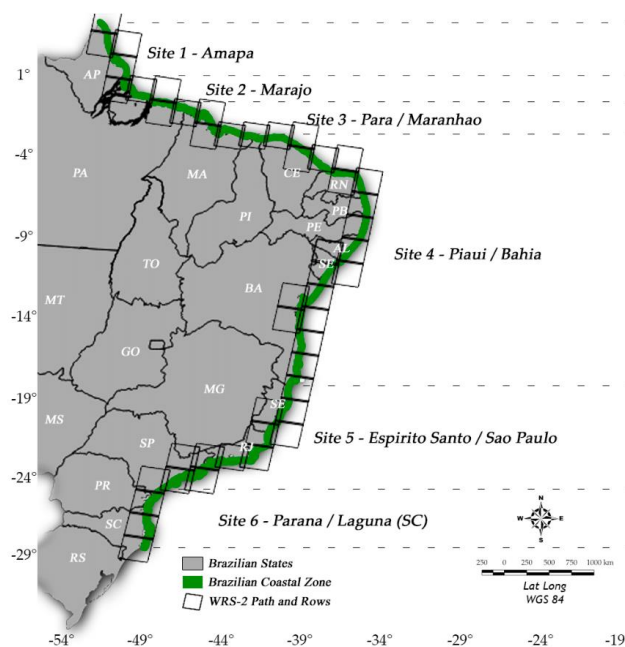 Site 1 - Amapa
1°
AP
Site 2 - Marajo
Site 3 - Para / Maranhao
-4°
PA
MA
CE
RN
PI
PB
PE
-9°
AL
Site 4 - Piaui / Bahia
TO
SE
BA
MT
-14°
GO
MG
-19°
SE
MS
SP
RJ
Site 5 - Espirito Santo / Sao Paulo
-24°
PR
SC
Site 6 - Parana / Laguna (SC)
N
W E
S
-29°
RS
Brazilian States
Brazilian Coastal Zone
WRS-2 Path and Rows
250 0 250 500 750 1000 km
Lat Long
WGS 84
-54° -49° -44° -39° -34° -29° -24° -19